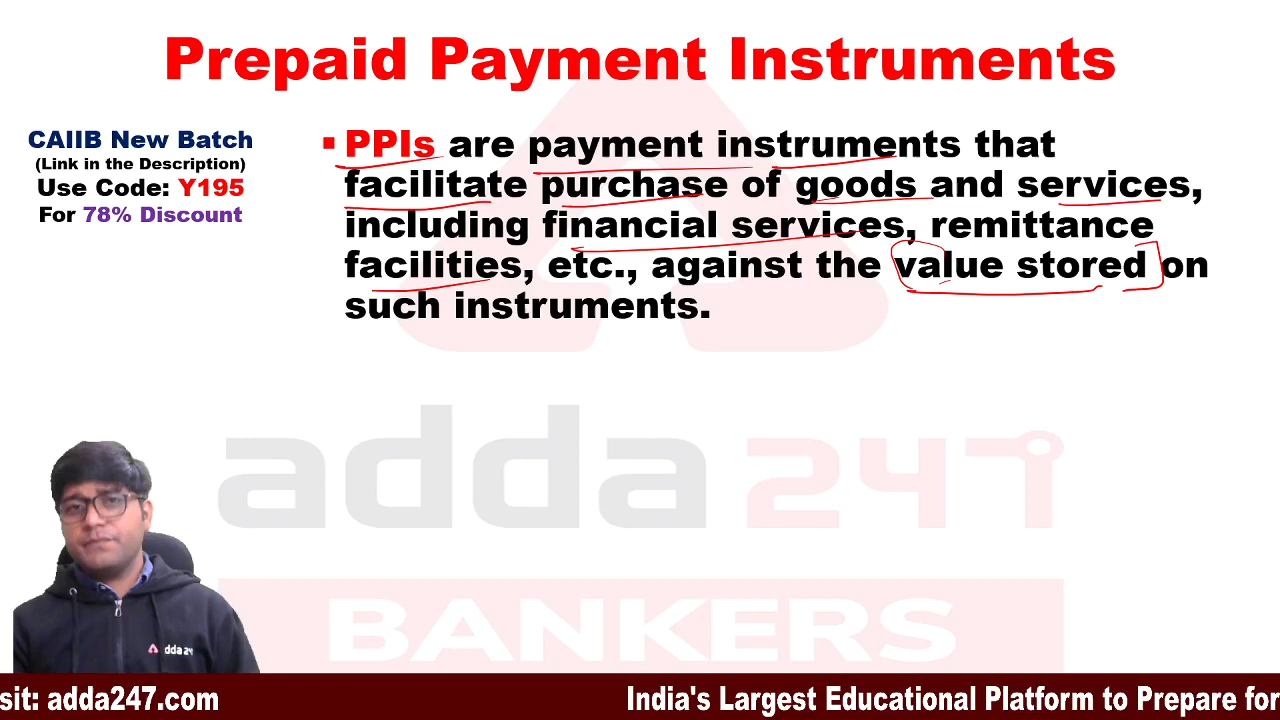 Prepaid Payment Instruments
CAIIB New Batch
(Link in the Description)
Use Code: Y195
For 78% Discount
PPIs are payment instruments that
facilitate purchase of goods and services,
including financial services, remittance
facilities, etc., against the value stored on
such instruments.
adda247
BANKERS
adda247
sit: adda247.com
India's Largest Educational Platform to Prepare for